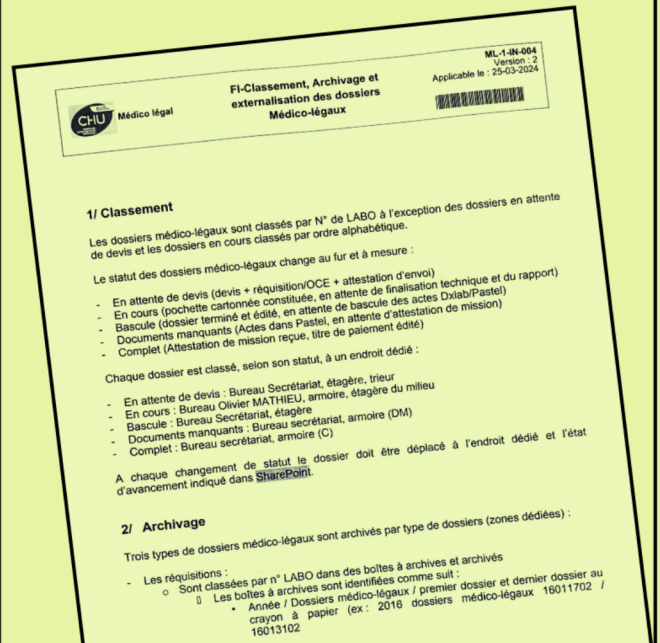 ML-1-IN-004
Version : 2
Applicable le : 25-03-2024
FI-Classement, Archivage et
externalisation des dossiers
Médico-légaux
CHU
Médico légal
1/ Classement
Les dossiers médico-légaux sont classés par N° de LABO à l'exception des dossiers en attente
de devis et les dossiers en cours classés par ordre alphabétique.
Le statut des dossiers médico-légaux change au fur et à mesure :
- En attente de devis (devis + réquisition/OCE + attestation d'envoi)
- En cours (pochette cartonnée constituée, en attente de finalisation technique et du rapport)
- Bascule (dossier terminé et édité, en attente de bascule des actes Dxlab/Pastel)
- Documents manquants (Actes dans Pastel, en attente d'attestation de mission)
- Complet (Attestation de mission reçue, titre de paiement édité)
Chaque dossier est classé, selon son statut, à un endroit dédié :
- En attente de devis : Bureau Secrétariat, étagère, trieur
- En cours : Bureau Olivier MATHIEU, armoire, étagère du milieu
- Bascule : Bureau Secrétariat, étagère
- Documents manquants : Bureau secrétariat, armoire (DM)
- Complet : Bureau secrétariat, armoire (C)
A chaque changement de statut le dossier doit être déplacé à l'endroit dédié et l'état
d'avancement indiqué dans SharePoint.
2/ Archivage
Trois types de dossiers médico-légaux sont archivés par type de dossiers (zones dédiées) :
- Les réquisitions :
o Sont classées par n° LABO dans des boîtes à archives et archivés
▯ Les boîtes à archives sont identifiées comme suit :
▪ Année / Dossiers médico-légaux / premier dossier et dernier dossier au
crayon à papier (ex : 2016 dossiers médico-légaux 16011702 /
16013102